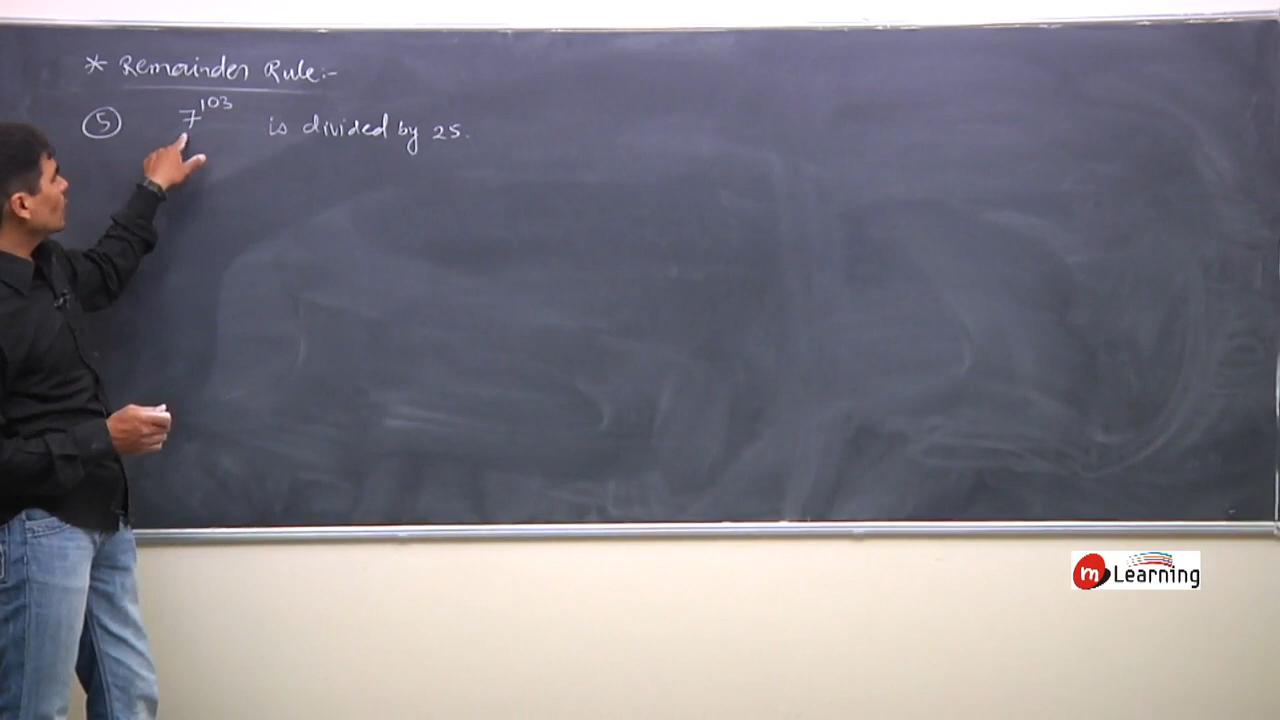 * Remainder Rule:-
5 7^103 is divided by 25.
m Learning